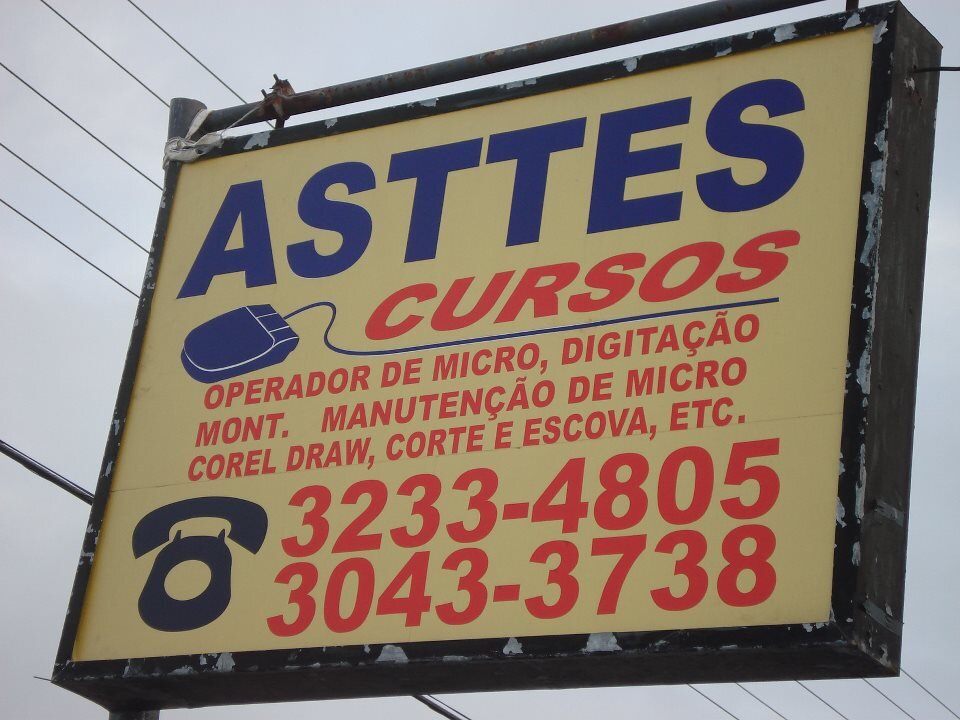 ASTTES
CURSOS
OPERADOR DE MICRO, DIGITAÇÃO
MONT. MANUTENÇÃO DE MICRO
COREL DRAW, CORTE E ESCOVA, ETC.
3233-4805
3043-3738